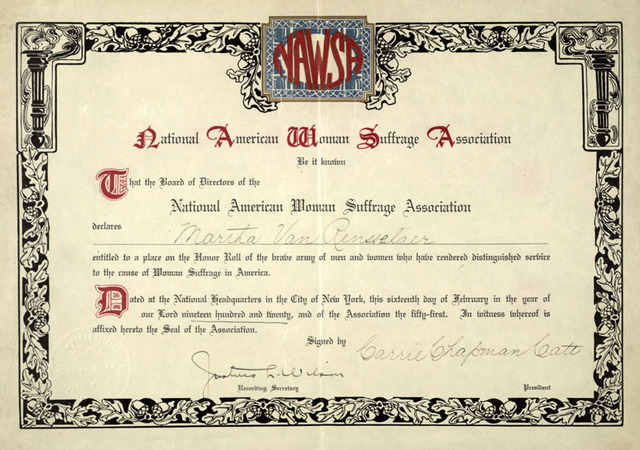 NAWSA
National American Woman Suffrage Association
Be it known
That the Board of Directors of the
National American Woman Suffrage Association
declares Martha Van Rensselaer
entitled to a place on the Honor Roll of the brave army of men and women who have rendered distinguished service
to the cause of Woman Suffrage in America.
Dated at the National Headquarters in the City of New York, this sixteenth day of February in the year of
our Lord nineteen hundred and twenty, and of the Association the fifty-first. In witness whereof is
affixed hereto the Seal of the Association.
Signed by Carrie Chapman Catt
Justina L. Wilson
Recording Secretary
President